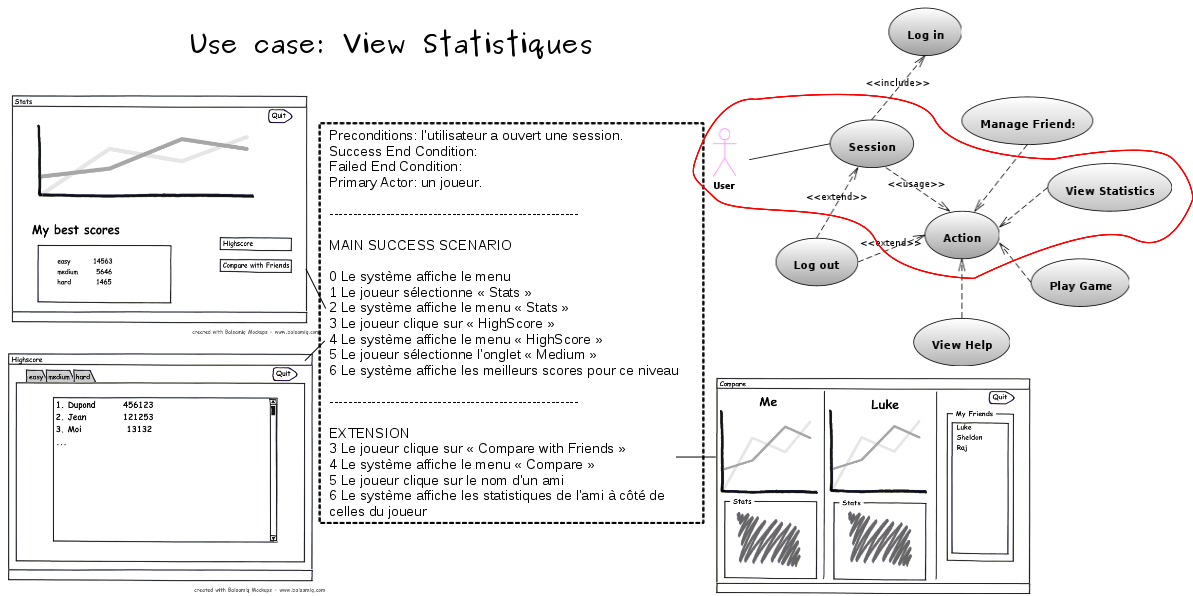 Use case: View Statistiques
Stats
Quit
My best scores
easy 14563
medium 5646
hard 1465
Highscore
Compare with Friends
created with Balsamiq Mockups - www.balsamiq.com
Highscore
easy medium hard
Quit
1. Dupond 456123
2. Jean 121253
3. Moi 13132
...
created with Balsamiq Mockups - www.balsamiq.com
Preconditions: l'utilisateur a ouvert une session.
Success End Condition:
Failed End Condition:
Primary Actor: un joueur.
--------------------------------------------------
MAIN SUCCESS SCENARIO
0 Le système affiche le menu
1 Le joueur sélectionne « Stats »
2 Le système affiche le menu « Stats »
3 Le joueur clique sur « HighScore »
4 Le système affiche le menu « HighScore »
5 Le joueur sélectionne l'onglet « Medium »
6 Le système affiche les meilleurs scores pour ce niveau
--------------------------------------------------
EXTENSION
3 Le joueur clique sur « Compare with Friends »
4 Le système affiche le menu « Compare »
5 Le joueur clique sur le nom d'un ami
6 Le système affiche les statistiques de l'ami à côté de
celles du joueur
Log in
<<include>>
Manage Friends
Session
User
<<usage>>
View Statistics
<<extend>>
Action
<<extend>>
Log out
Play Game
View Help
Compare
Me
Luke
Quit
My Friends
Luke
Sheldon
Raj
Stats
Stats